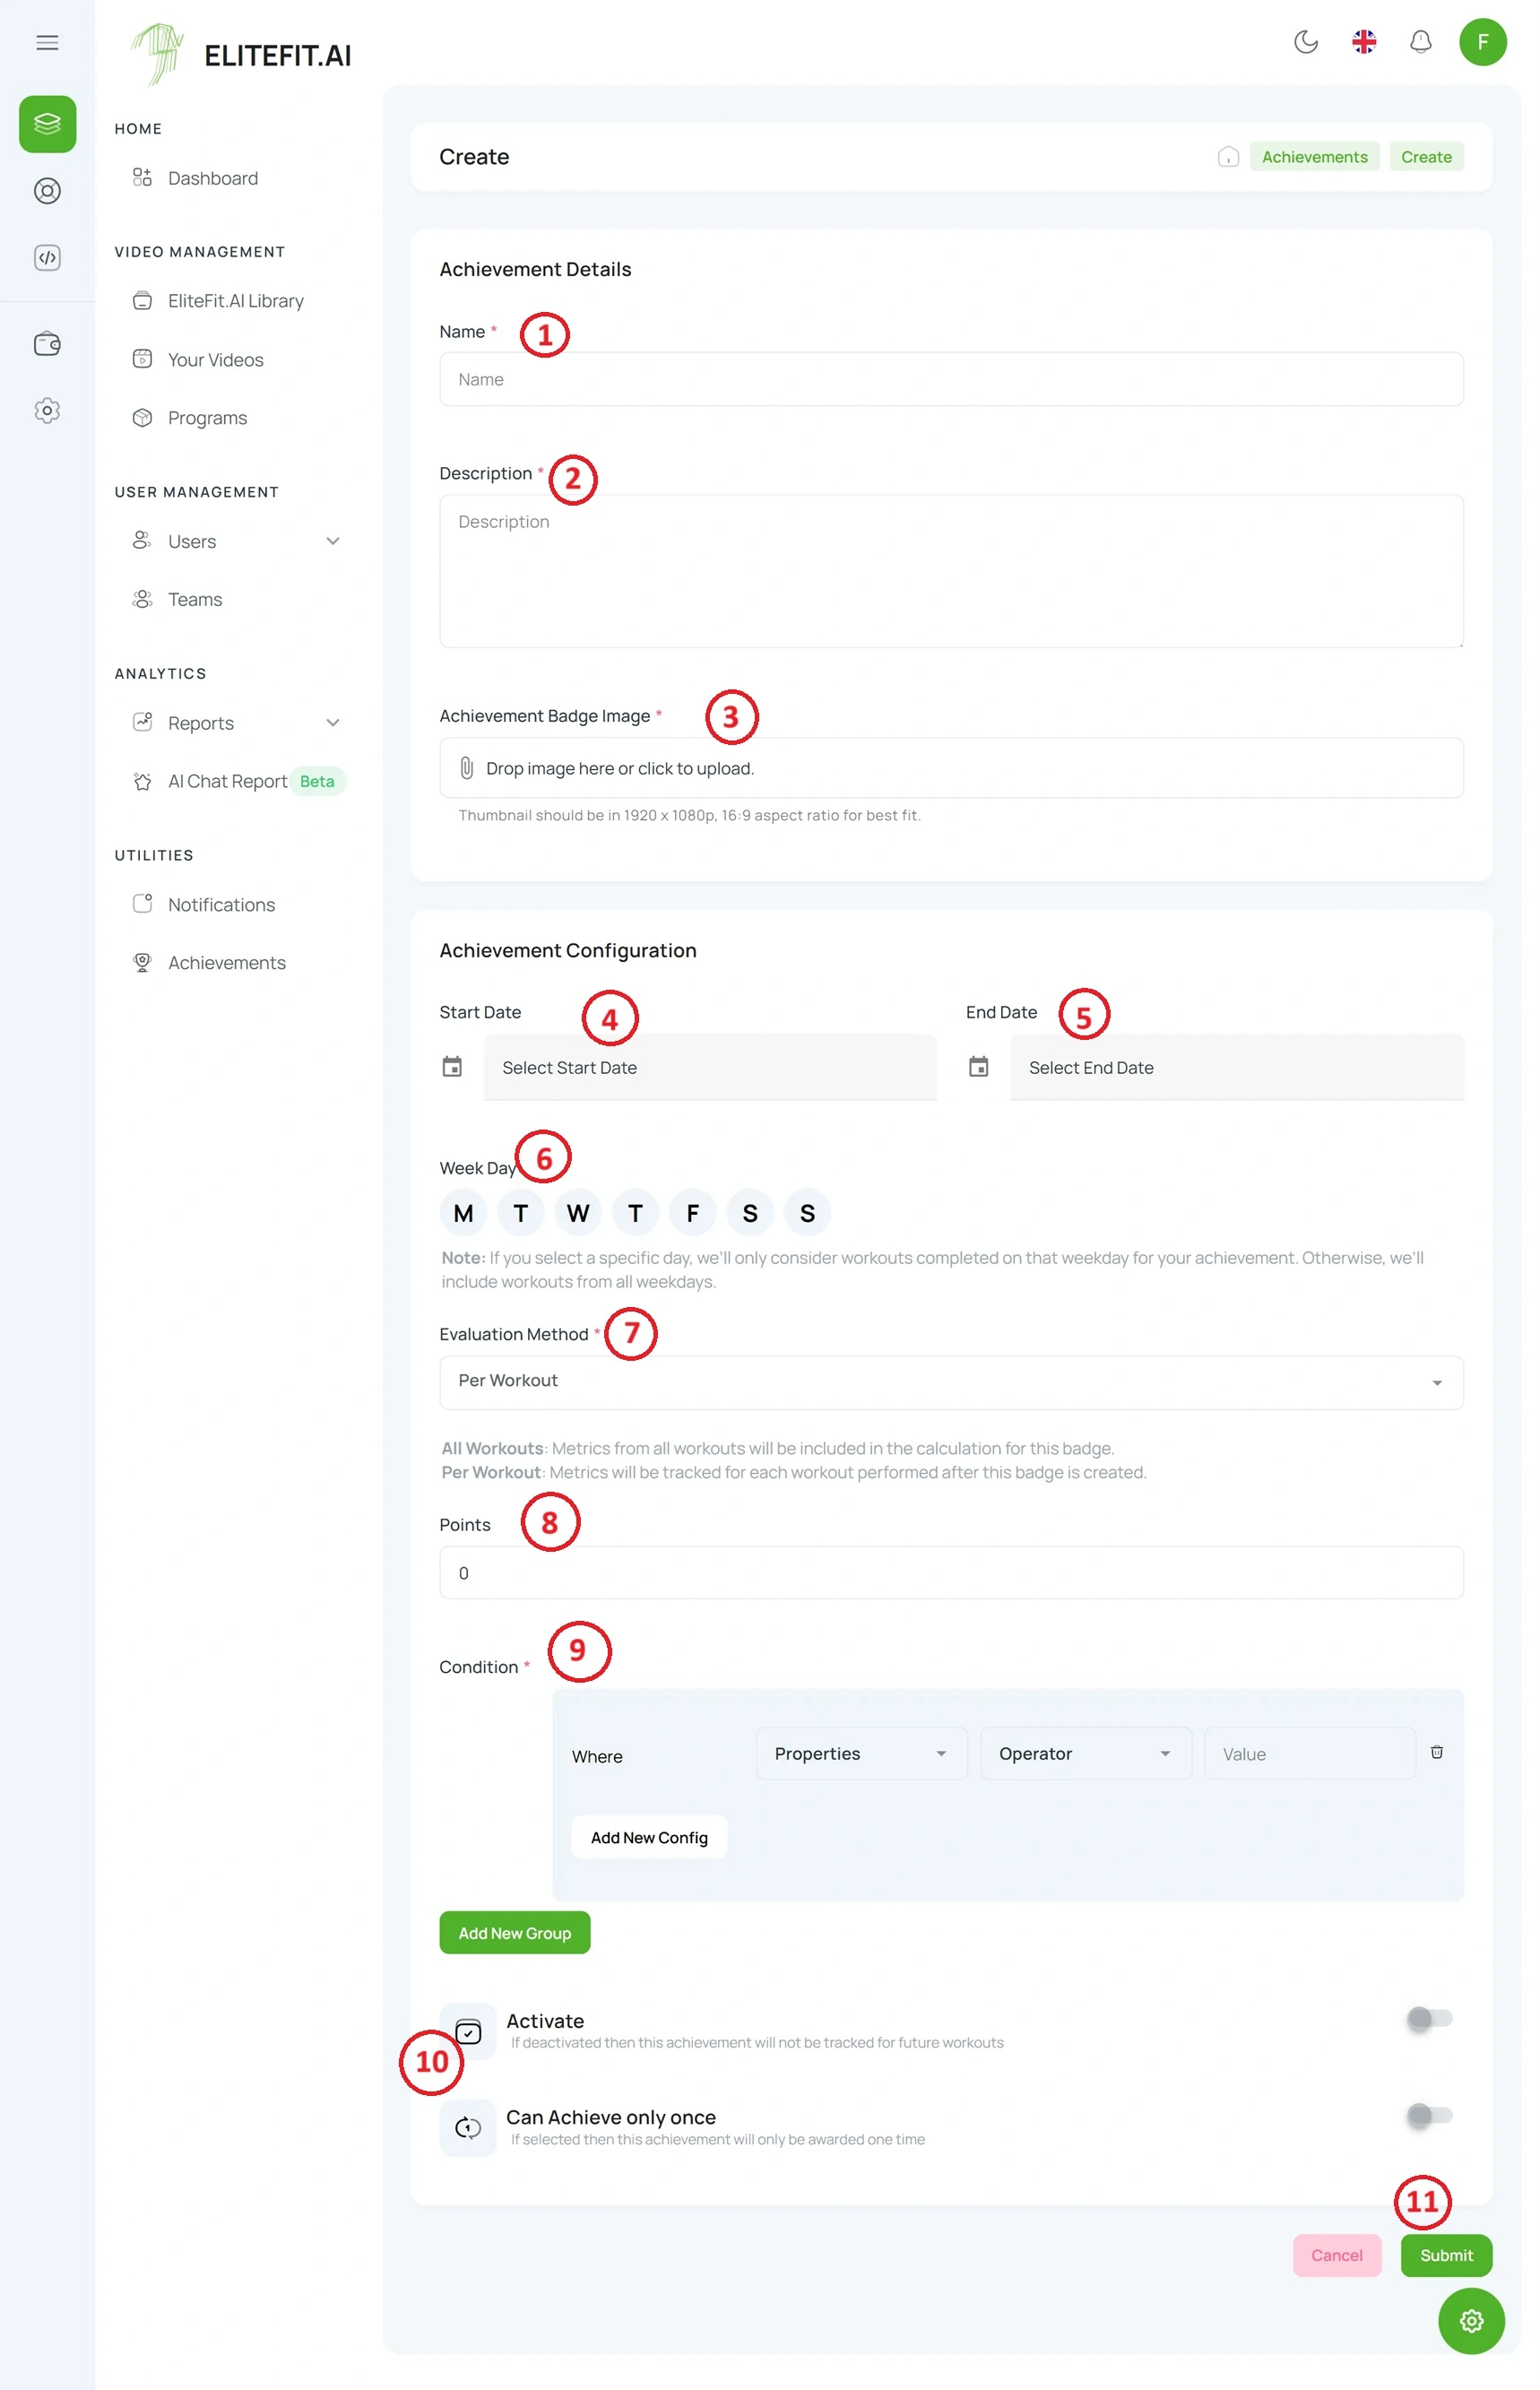 ELITEFIT.AI
F
HOME
Dashboard
VIDEO MANAGEMENT
EliteFit.AI Library
Your Videos
Programs
USER MANAGEMENT
Users
Teams
ANALYTICS
Reports
AI Chat Report Beta
UTILITIES
Notifications
Achievements
Create
Achievements Create
Achievement Details
Name * 1
Name
Description * 2
Description
Achievement Badge Image * 3
Drop image here or click to upload.
Thumbnail should be in 1920 x 1080p, 16:9 aspect ratio for best fit.
Achievement Configuration
Start Date 4
Select Start Date
End Date 5
Select End Date
Week Day 6
M T W T F S S
Note: If you select a specific day, we'll only consider workouts completed on that weekday for your achievement. Otherwise, we'll
include workouts from all weekdays.
Evaluation Method * 7
Per Workout
All Workouts: Metrics from all workouts will be included in the calculation for this badge.
Per Workout: Metrics will be tracked for each workout performed after this badge is created.
Points 8
0
Condition * 9
Where Properties Operator Value
Add New Config
Add New Group
10
Activate
If deactivated then this achievement will not be tracked for future workouts
Can Achieve only once
If selected then this achievement will only be awarded one time
11
Cancel Submit